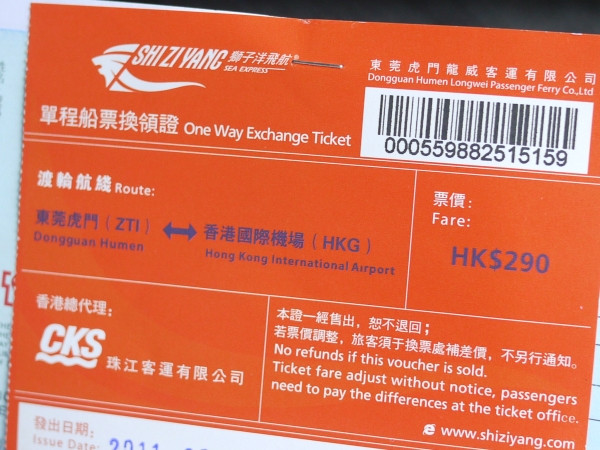 SHI ZI YANG 獅子洋飛航®
SEA EXPRESS
東莞虎門龍威客運有限公司
Dongguan Humen Longwei Passenger Ferry Co.,Ltd
0005598825 15159
單程船票換領證 One Way Exchange Ticket
渡輪航綫 Route:
東莞虎門（ZTI） 香港國際機場（HKG）
Dongguan Humen Hong Kong International Airport
票價:
Fare:
HK$290
香港總代理:
CKS
珠江客運有限公司
本證一經售出，恕不退回；
若票價調整，旅客須于換票處補差價，不另行通知。
No refunds if this voucher is sold.
Ticket fare adjust without notice, passengers
need to pay the differences at the ticket office.
www.shiziyang.com
發出日期:
Issue Date: 2011